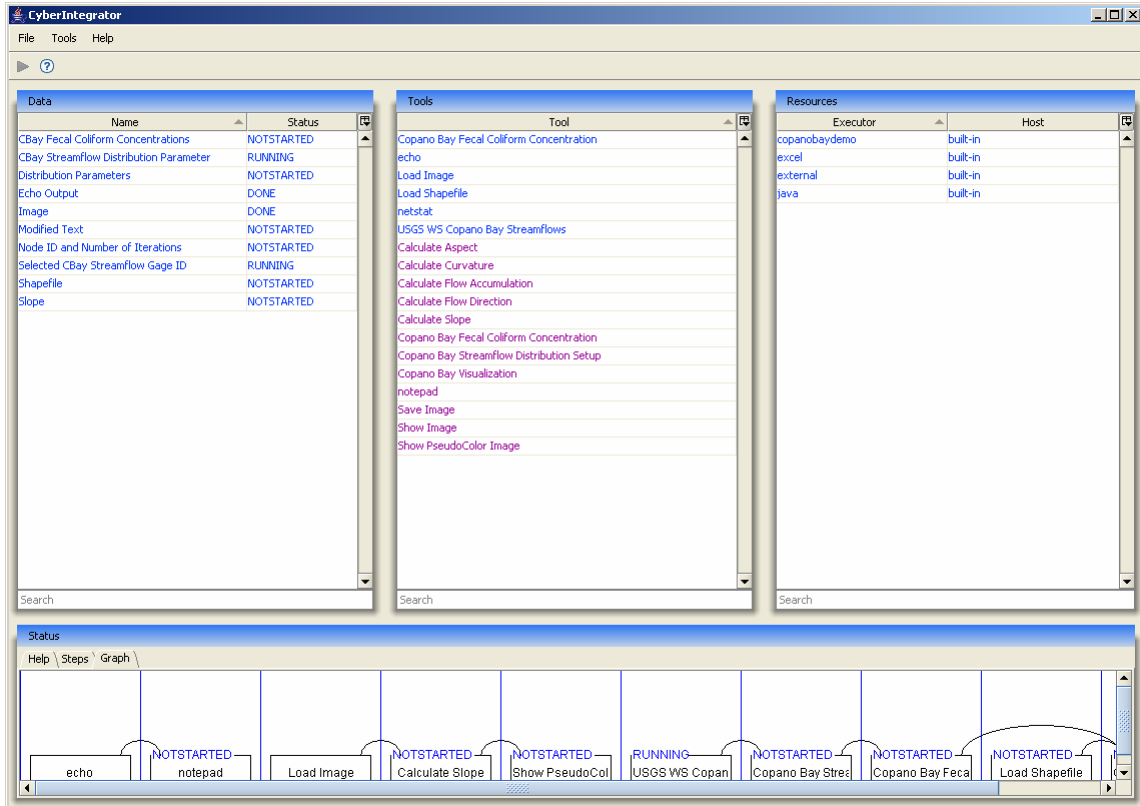 CyberIntegrator
File Tools Help
Data
Name Status
CBay Fecal Coliform Concentrations NOTSTARTED
CBay Streamflow Distribution Parameter RUNNING
Distribution Parameters NOTSTARTED
Echo Output DONE
Image DONE
Modified Text NOTSTARTED
Node ID and Number of Iterations NOTSTARTED
Selected CBay Streamflow Gage ID RUNNING
Shapefile NOTSTARTED
Slope NOTSTARTED
Search
Tools
Tool
Copano Bay Fecal Coliform Concentration
echo
Load Image
Load Shapefile
netstat
USGS WS Copano Bay Streamflows
Calculate Aspect
Calculate Curvature
Calculate Flow Accumulation
Calculate Flow Direction
Calculate Slope
Copano Bay Fecal Coliform Concentration
Copano Bay Streamflow Distribution Setup
Copano Bay Visualization
notepad
Save Image
Show Image
Show PseudoColor Image
Search
Resources
Executor Host
copanobaydemo built-in
excel built-in
external built-in
java built-in
Search
Status
Help Steps Graph
NOTSTARTED NOTSTARTED NOTSTARTED RUNNING NOTSTARTED NOTSTARTED NOTSTARTED
echo notepad Load Image Calculate Slope Show PseudoCol USGS WS Copan Copano Bay Strea Copano Bay Feca Load Shapefile